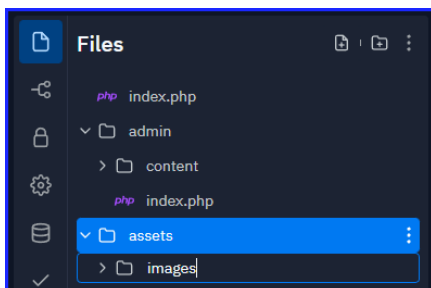 Files
php index.php
admin
content
php index.php
assets
images